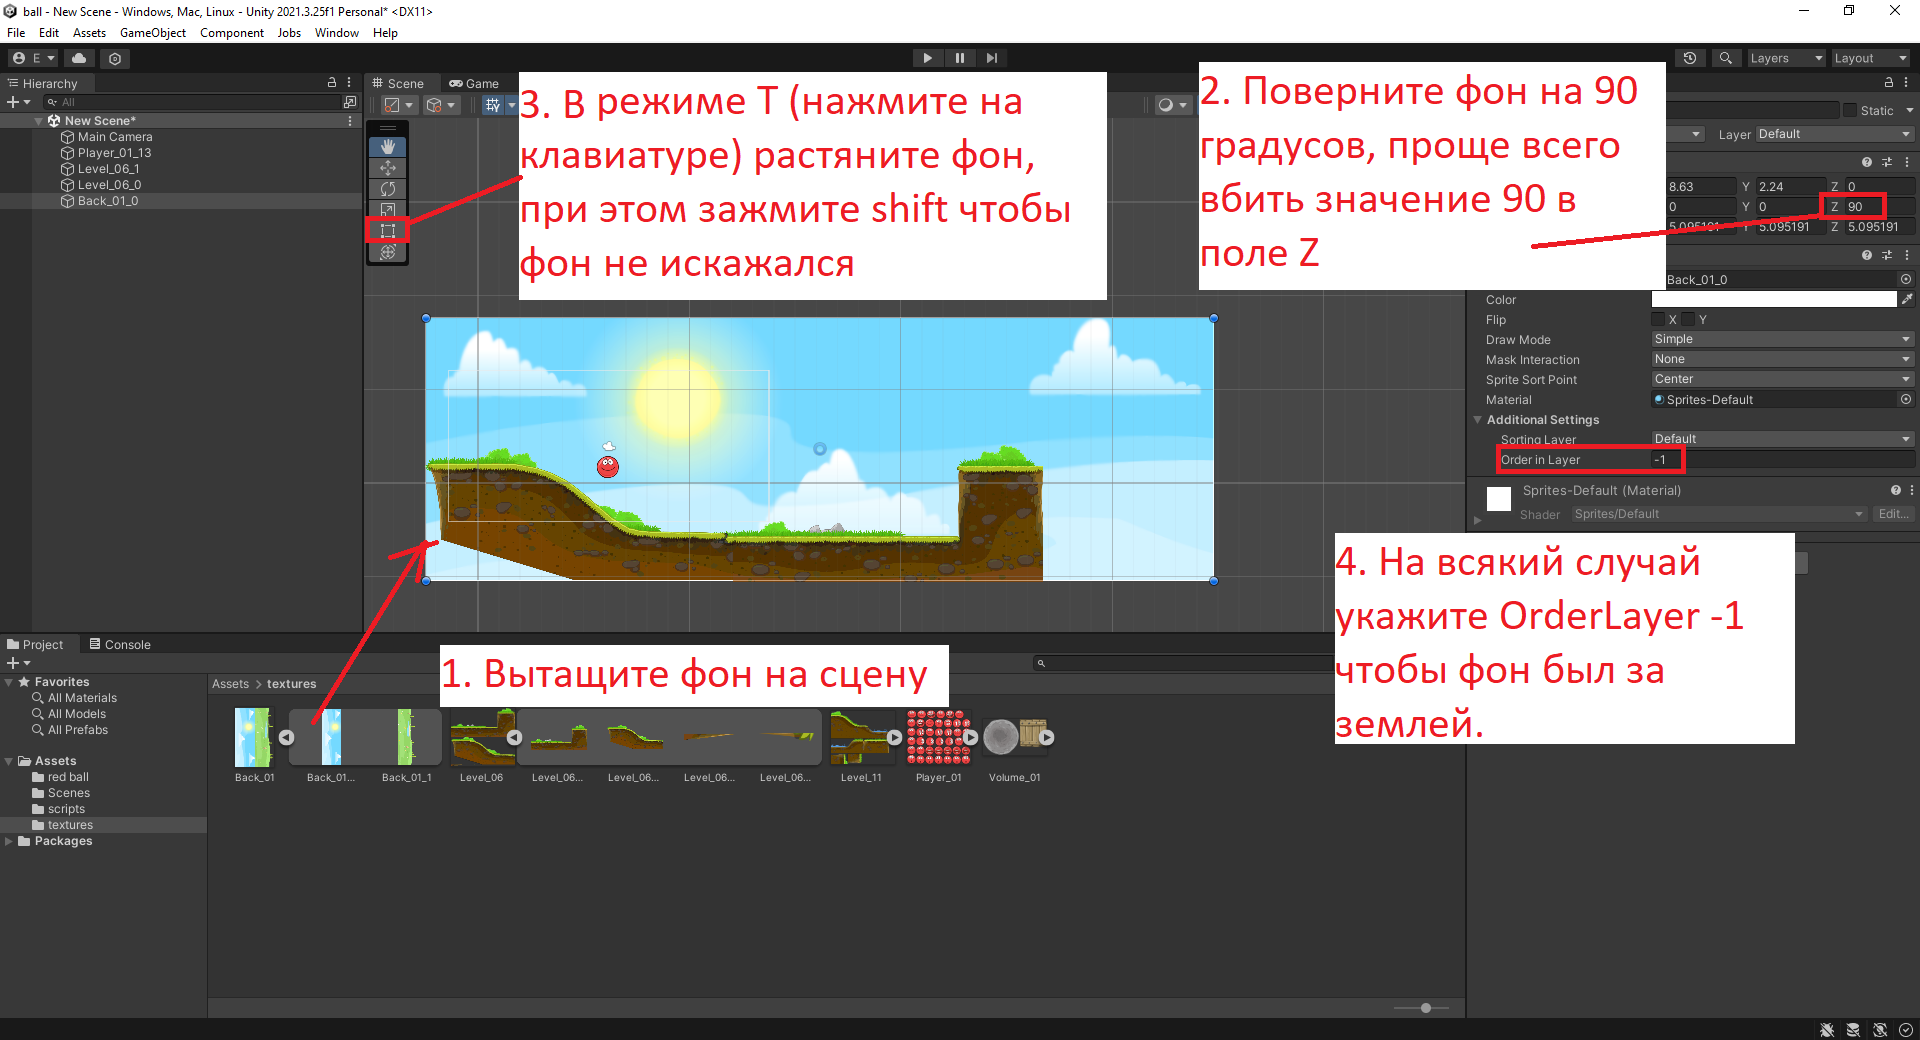 ball - New Scene - Windows, Mac, Linux - Unity 2021.3.25f1 Personal* <DX11>
File Edit Assets GameObject Component Jobs Window Help
E
Layers
Layout
Hierarchy
All
New Scene*
Main Camera
Player_01_13
Level_06_1
Level_06_0
Back_01_0
Scene
Game
3. В режиме T (нажмите на
клавиатуре) растяните фон,
при этом зажмите shift чтобы
фон не искажался
2. Поверните фон на 90
градусов, проще всего
вбить значение 90 в
поле Z
Static
Layer Default
8.63 Y 2.24 Z 0
0 Y 0 Z 90
5.095191 5.095191 Z 5.095191
Back_01_0
Color
Flip X Y
Draw Mode Simple
Mask Interaction None
Sprite Sort Point Center
Material Sprites-Default
Additional Settings
Sorting Layer Default
Order in Layer -1
Sprites-Default (Material)
Shader Sprites/Default Edit...
4. На всякий случай
укажите OrderLayer -1
чтобы фон был за
землей.
Project
Console
1. Вытащите фон на сцену
Favorites
All Materials
All Models
All Prefabs
Assets
red ball
Scenes
scripts
textures
Packages
Assets > textures
Back_01 Back_01... Back_01_1 Level_06 Level_06... Level_06... Level_06... Level_06... Level_11 Player_01 Volume_01